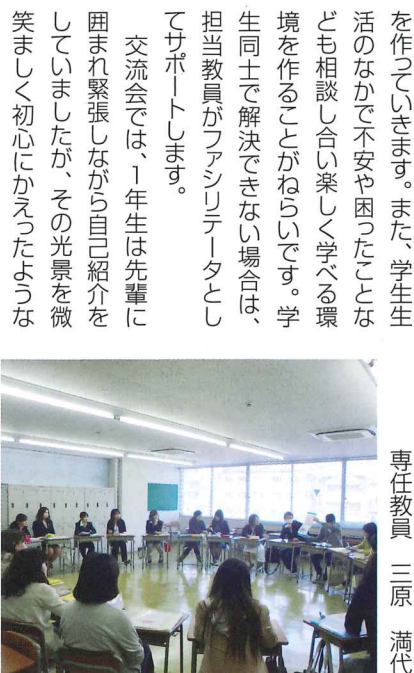 を作っていきます。また、学生生
活のなかで不安や困ったことな
ども相談し合い楽しく学べる環
境を作ることがねらいです。学
生同士で解決できない場合は、
担当教員がファシリテータとし
てサポートします。
　交流会では、1年生は先輩に
囲まれ緊張しながら自己紹介を
していましたが、その光景を微
笑ましく初心にかえったような
専任教員　三原　満代